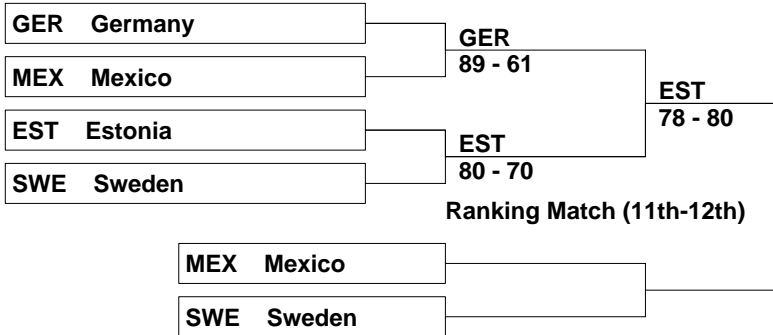 GER Germany
MEX Mexico
EST Estonia
SWE Sweden
GER
89 - 61
EST
80 - 70
EST
78 - 80
Ranking Match (11th-12th)
MEX Mexico
SWE Sweden